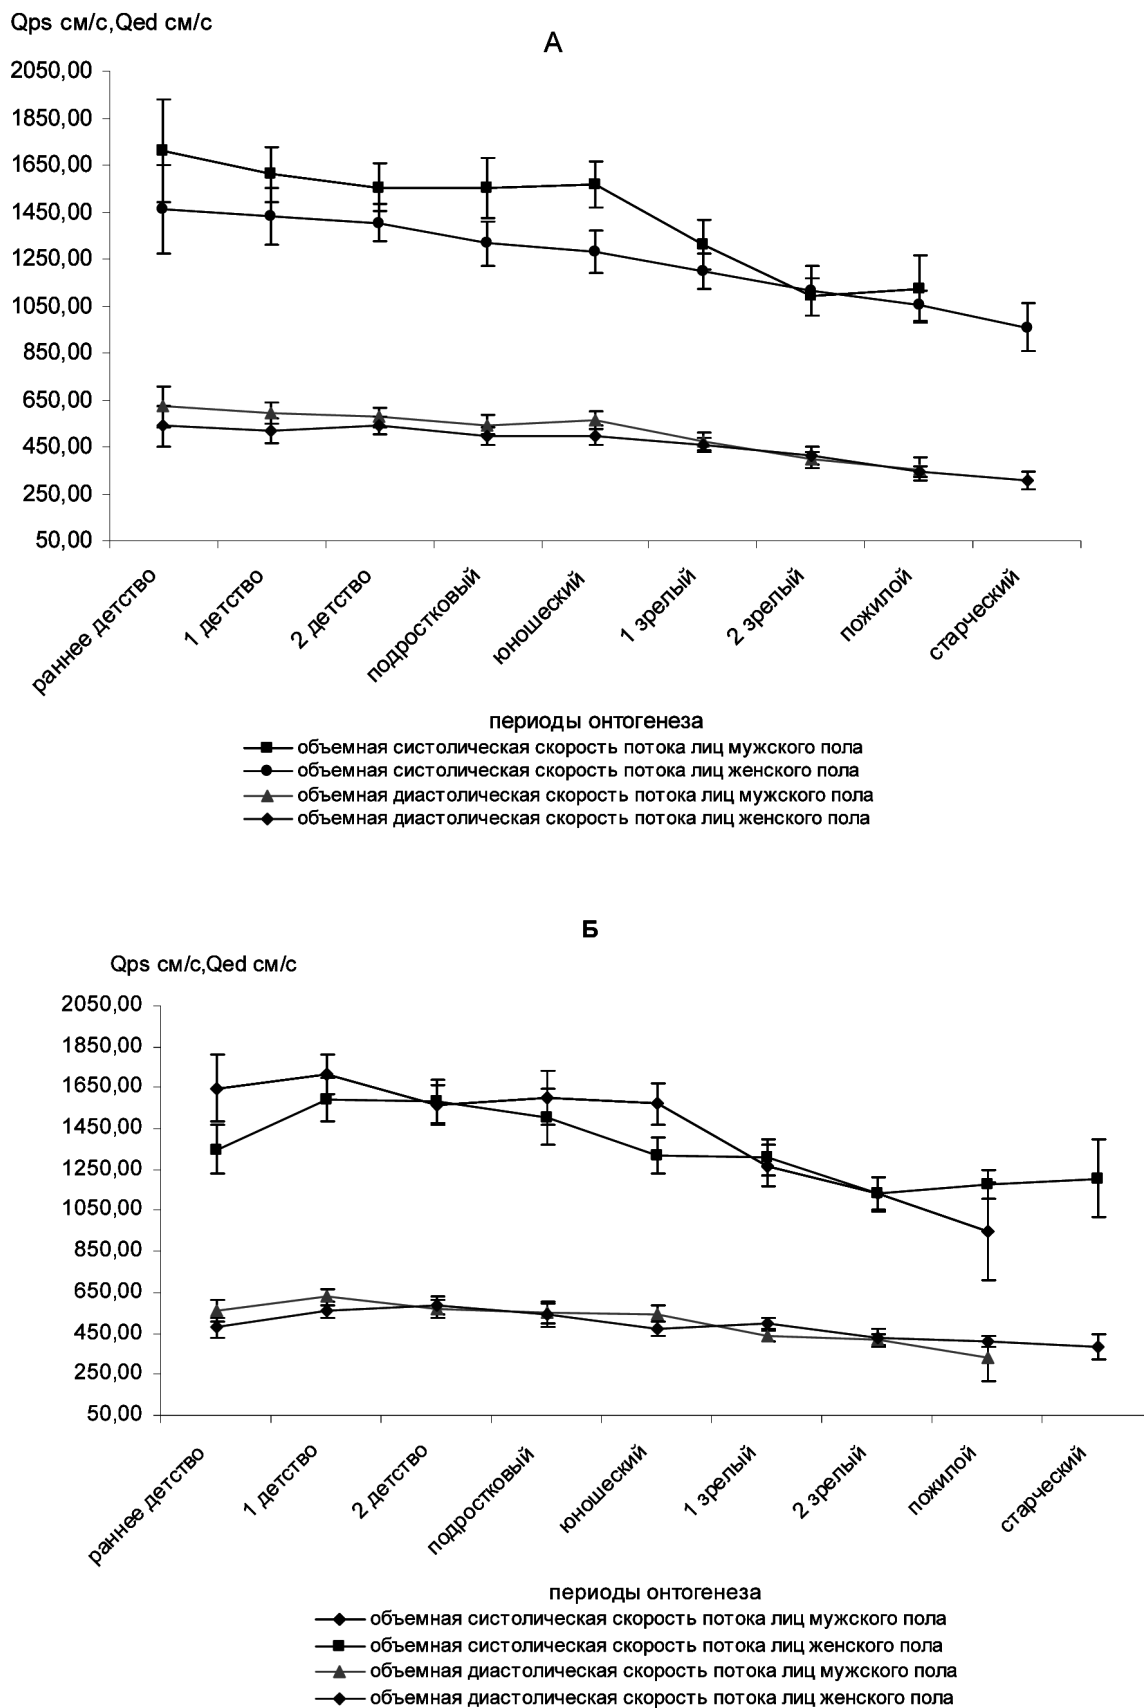 Qps см/с,Qed см/с
А
2050,00
1850,00
1650,00
1450,00
1250,00
1050,00
850,00
650,00
450,00
250,00
50,00
раннее детство
1 детство
2 детство
подростковый
юношеский
1 зрелый
2 зрелый
пожилой
старческий
периоды онтогенеза
объемная систолическая скорость потока лиц мужского пола
объемная систолическая скорость потока лиц женского пола
объемная диастолическая скорость потока лиц мужского пола
объемная диастолическая скорость потока лиц женского пола
Б
Qps см/с,Qed см/с
2050,00
1850,00
1650,00
1450,00
1250,00
1050,00
850,00
650,00
450,00
250,00
50,00
раннее детство
1 детство
2 детство
подростковый
юношеский
1 зрелый
2 зрелый
пожилой
старческий
периоды онтогенеза
объемная систолическая скорость потока лиц мужского пола
объемная систолическая скорость потока лиц женского пола
объемная диастолическая скорость потока лиц мужского пола
объемная диастолическая скорость потока лиц женского пола